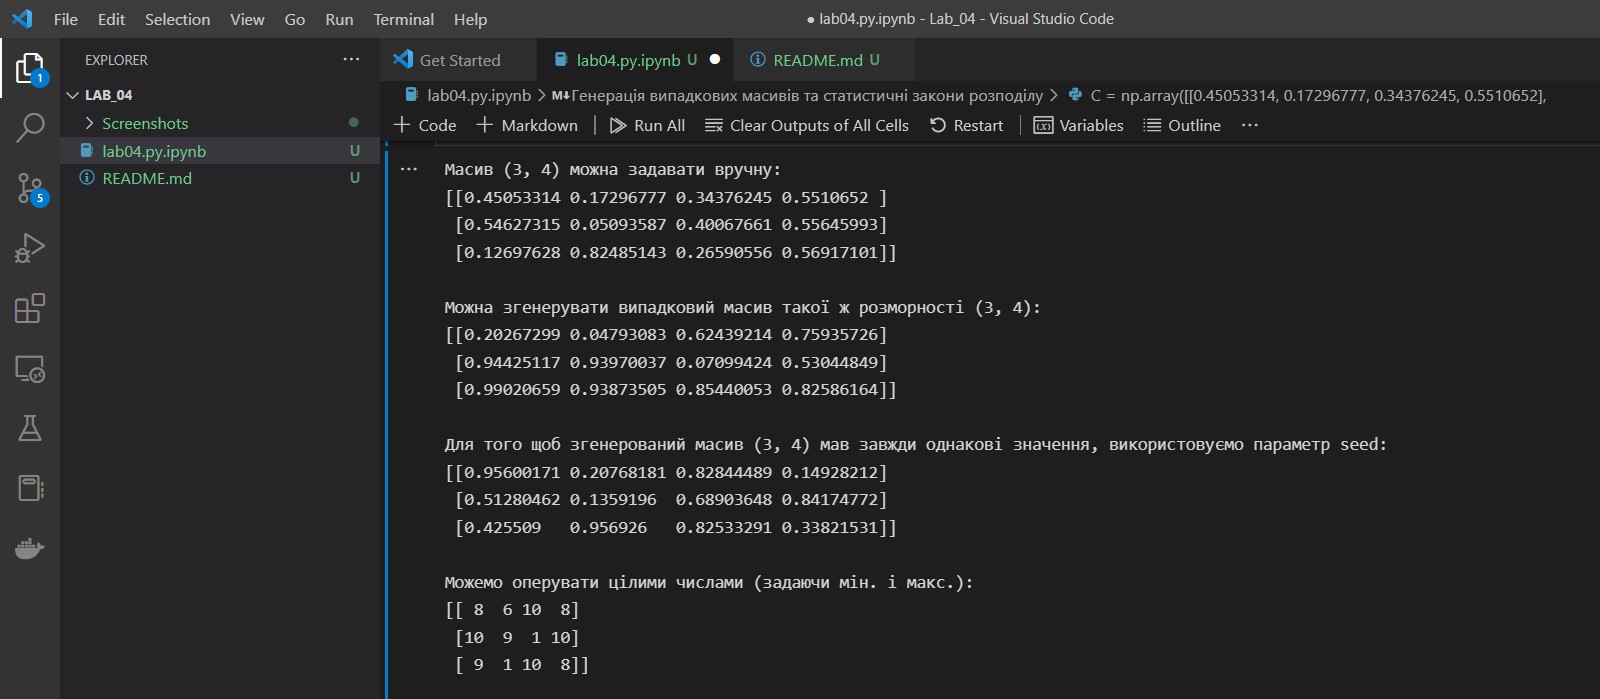 File Edit Selection View Go Run Terminal Help
● lab04.py.ipynb - Lab_04 - Visual Studio Code
EXPLORER
Get Started
lab04.py.ipynb U
README.md U
1
LAB_04
lab04.py.ipynb > M↓Генерація випадкових масивів та статистичні закони розподілу > C = np.array([[0.45053314, 0.17296777, 0.34376245, 0.5510652],
Screenshots
+ Code + Markdown | Run All Clear Outputs of All Cells Restart | Variables Outline ...
lab04.py.ipynb U
README.md U
5
Масив (3, 4) можна задавати вручну:
[[0.45053314 0.17296777 0.34376245 0.5510652 ]
[0.54627315 0.05093587 0.40067661 0.55645993]
[0.12697628 0.82485143 0.26590556 0.56917101]]
Можна згенерувати випадковий масив такої ж розморності (3, 4):
[[0.20267299 0.04793083 0.62439214 0.75935726]
[0.94425117 0.93970037 0.07099424 0.53044849]
[0.99020659 0.93873505 0.85440053 0.82586164]]
Для того щоб згенерований масив (3, 4) мав завжди однакові значення, використовуємо параметр seed:
[[0.95600171 0.20768181 0.82844489 0.14928212]
[0.51280462 0.1359196  0.68903648 0.84174772]
[0.425509   0.956926   0.82533291 0.33821531]]
Можемо оперувати цілими числами (задаючи мін. і макс.):
[[ 8  6 10  8]
[10  9  1 10]
[ 9  1 10  8]]